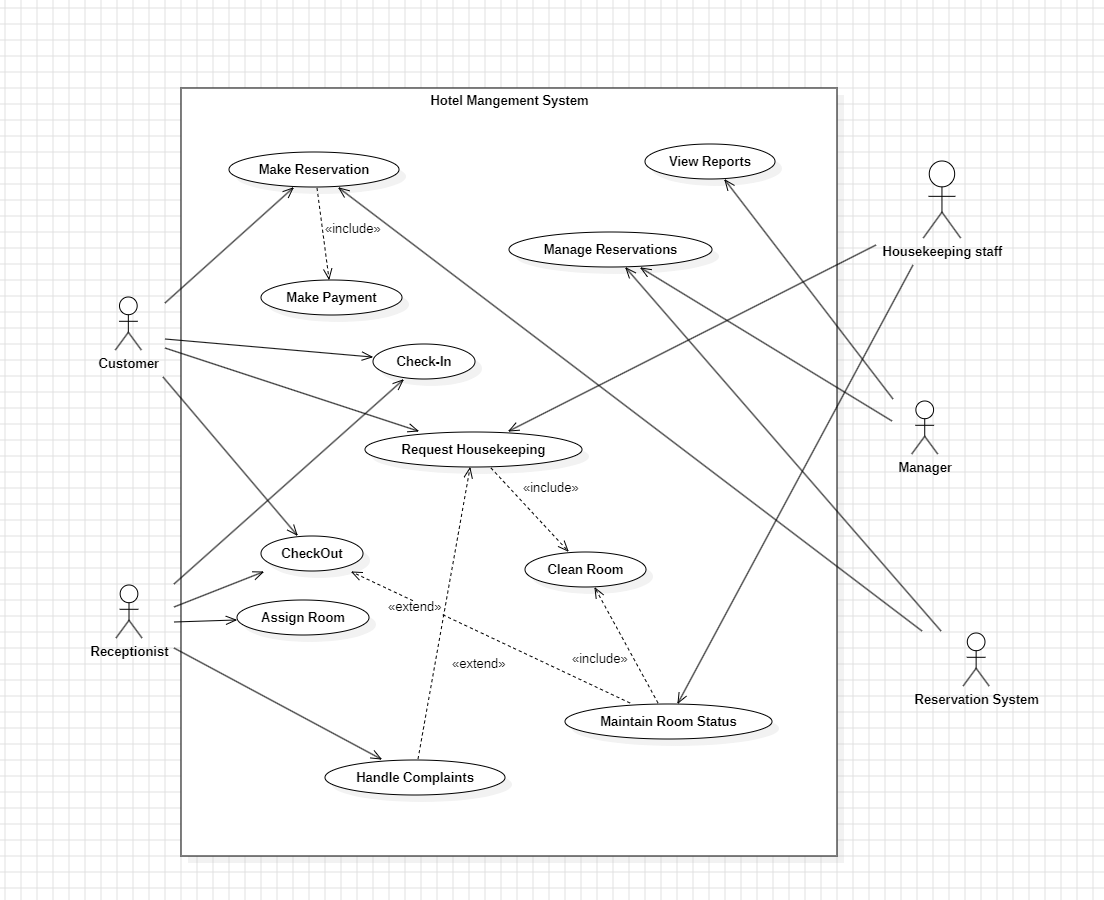 Hotel Mangement System
Make Reservation
View Reports
«include»
Manage Reservations
Housekeeping staff
Make Payment
Customer
Check-In
Request Housekeeping
Manager
«include»
CheckOut
Clean Room
«extend»
Assign Room
Receptionist
«extend»
«include»
Reservation System
Maintain Room Status
Handle Complaints